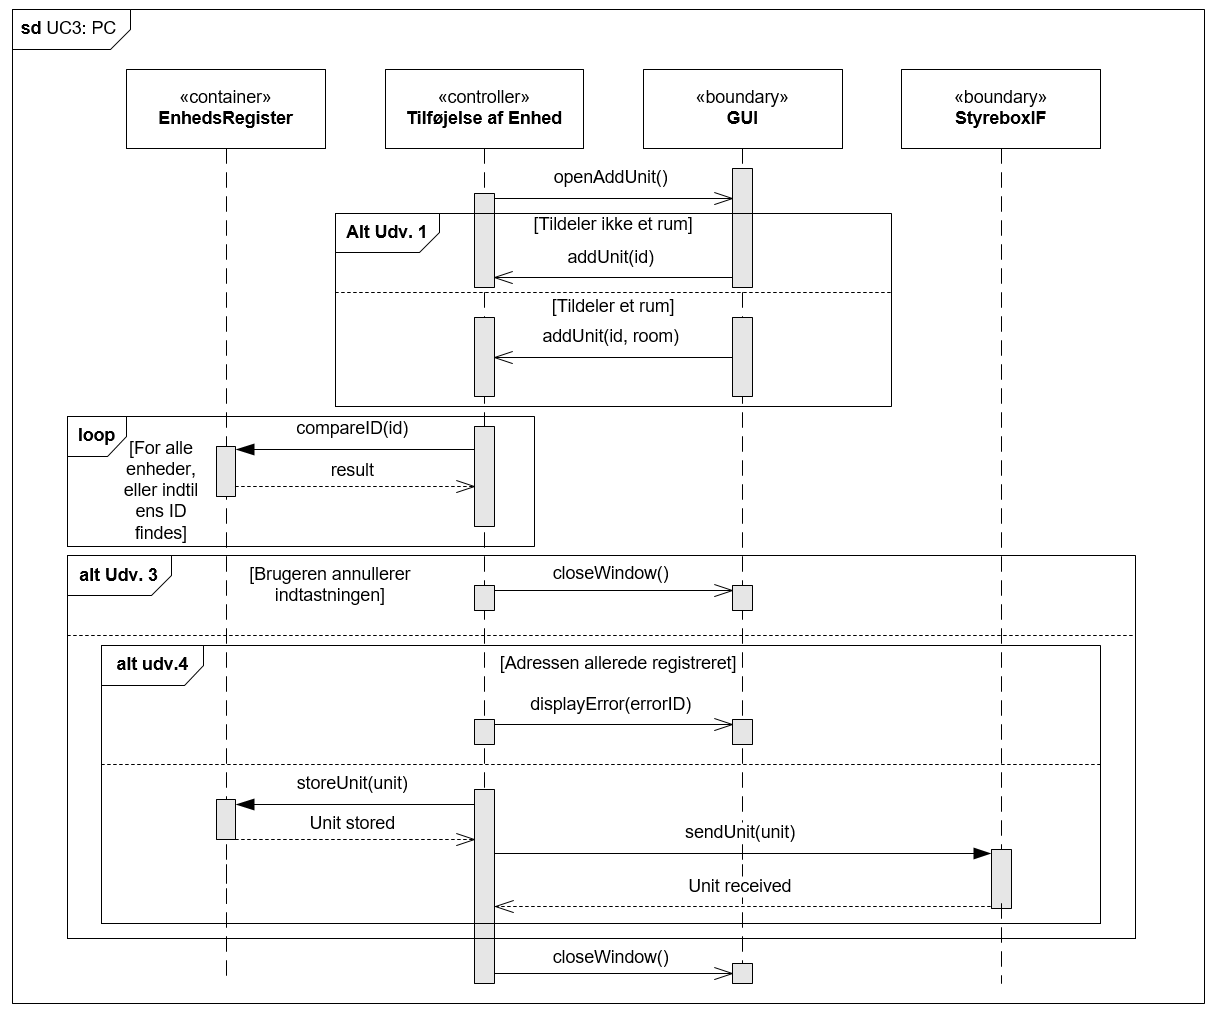 sd UC3: PC
«container»
EnhedsRegister
«controller»
Tilføjelse af Enhed
«boundary»
GUI
«boundary»
StyreboxIF
openAddUnit()
Alt Udv. 1
[Tildeler ikke et rum]
addUnit(id)
[Tildeler et rum]
addUnit(id, room)
loop
[For alle
enheder,
eller indtil
ens ID
findes]
compareID(id)
result
alt Udv. 3
[Brugeren annullerer
indtastningen]
closeWindow()
alt udv.4
[Adressen allerede registreret]
displayError(errorID)
storeUnit(unit)
Unit stored
sendUnit(unit)
Unit received
closeWindow()